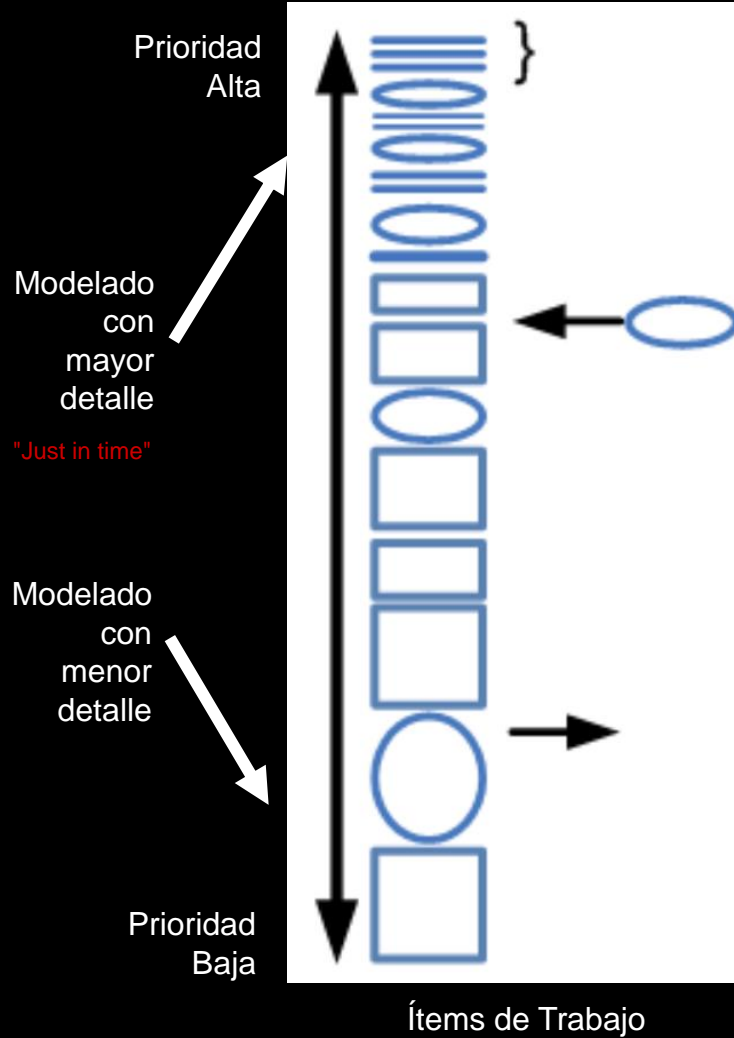 Prioridad
Alta
Modelado
con
mayor
detalle
"Just in time"
Modelado
con
menor
detalle
Prioridad
Baja
Ítems de Trabajo